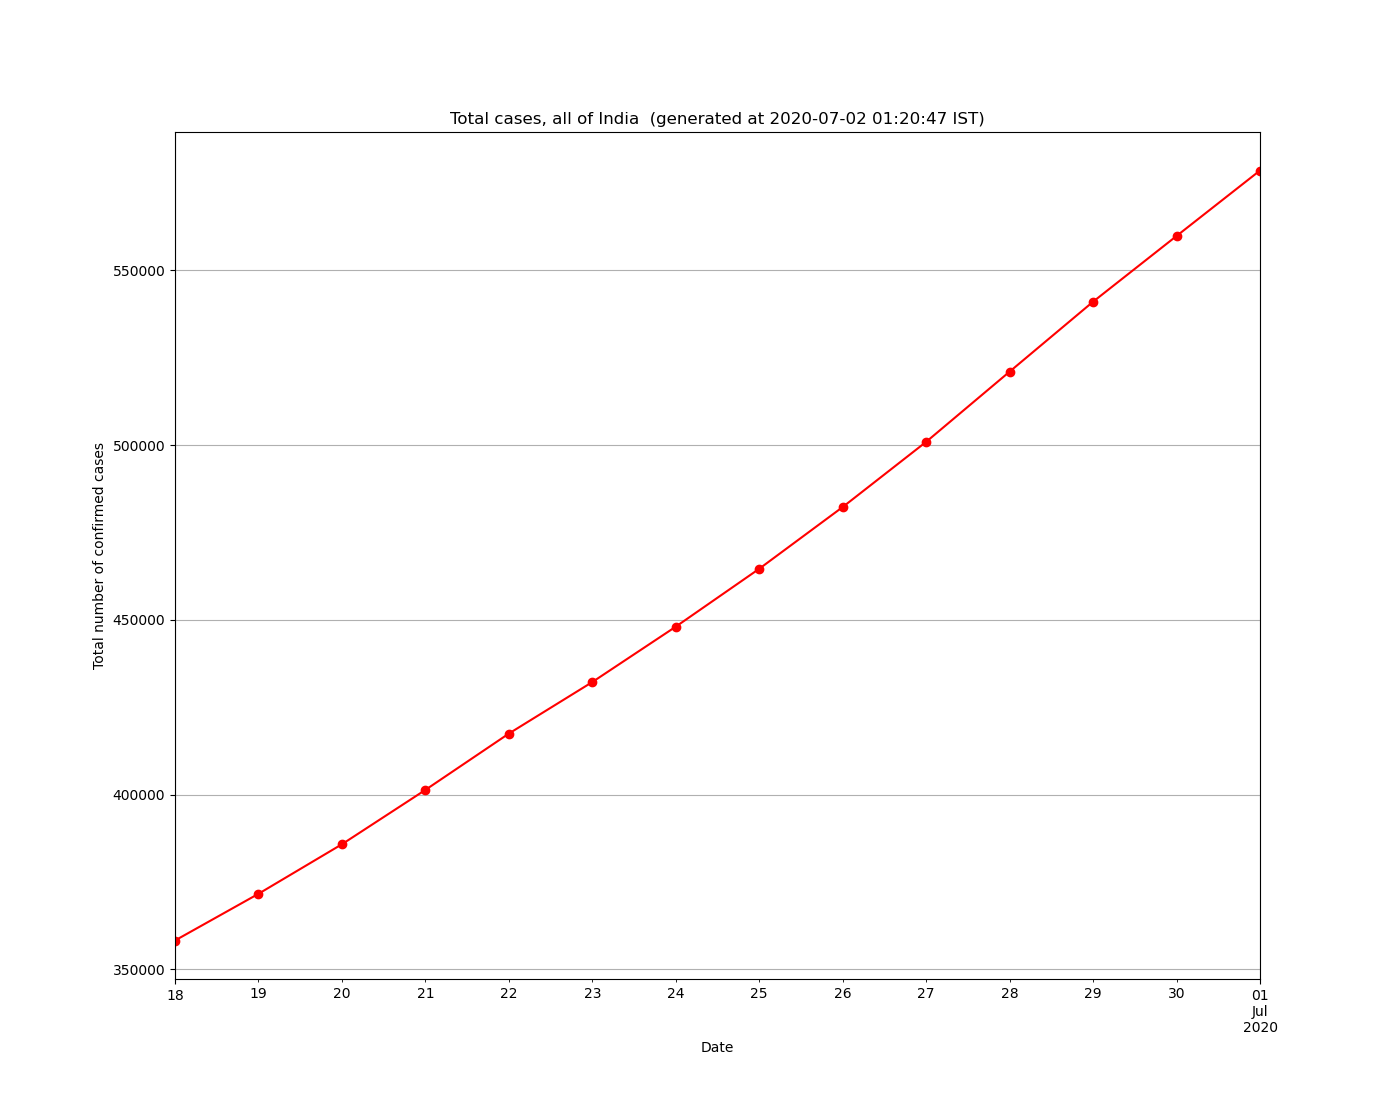 Total cases, all of India  (generated at 2020-07-02 01:20:47 IST)
550000
500000
450000
400000
350000
Total number of confirmed cases
18 19 20 21 22 23 24 25 26 27 28 29 30 01
Jul
2020
Date